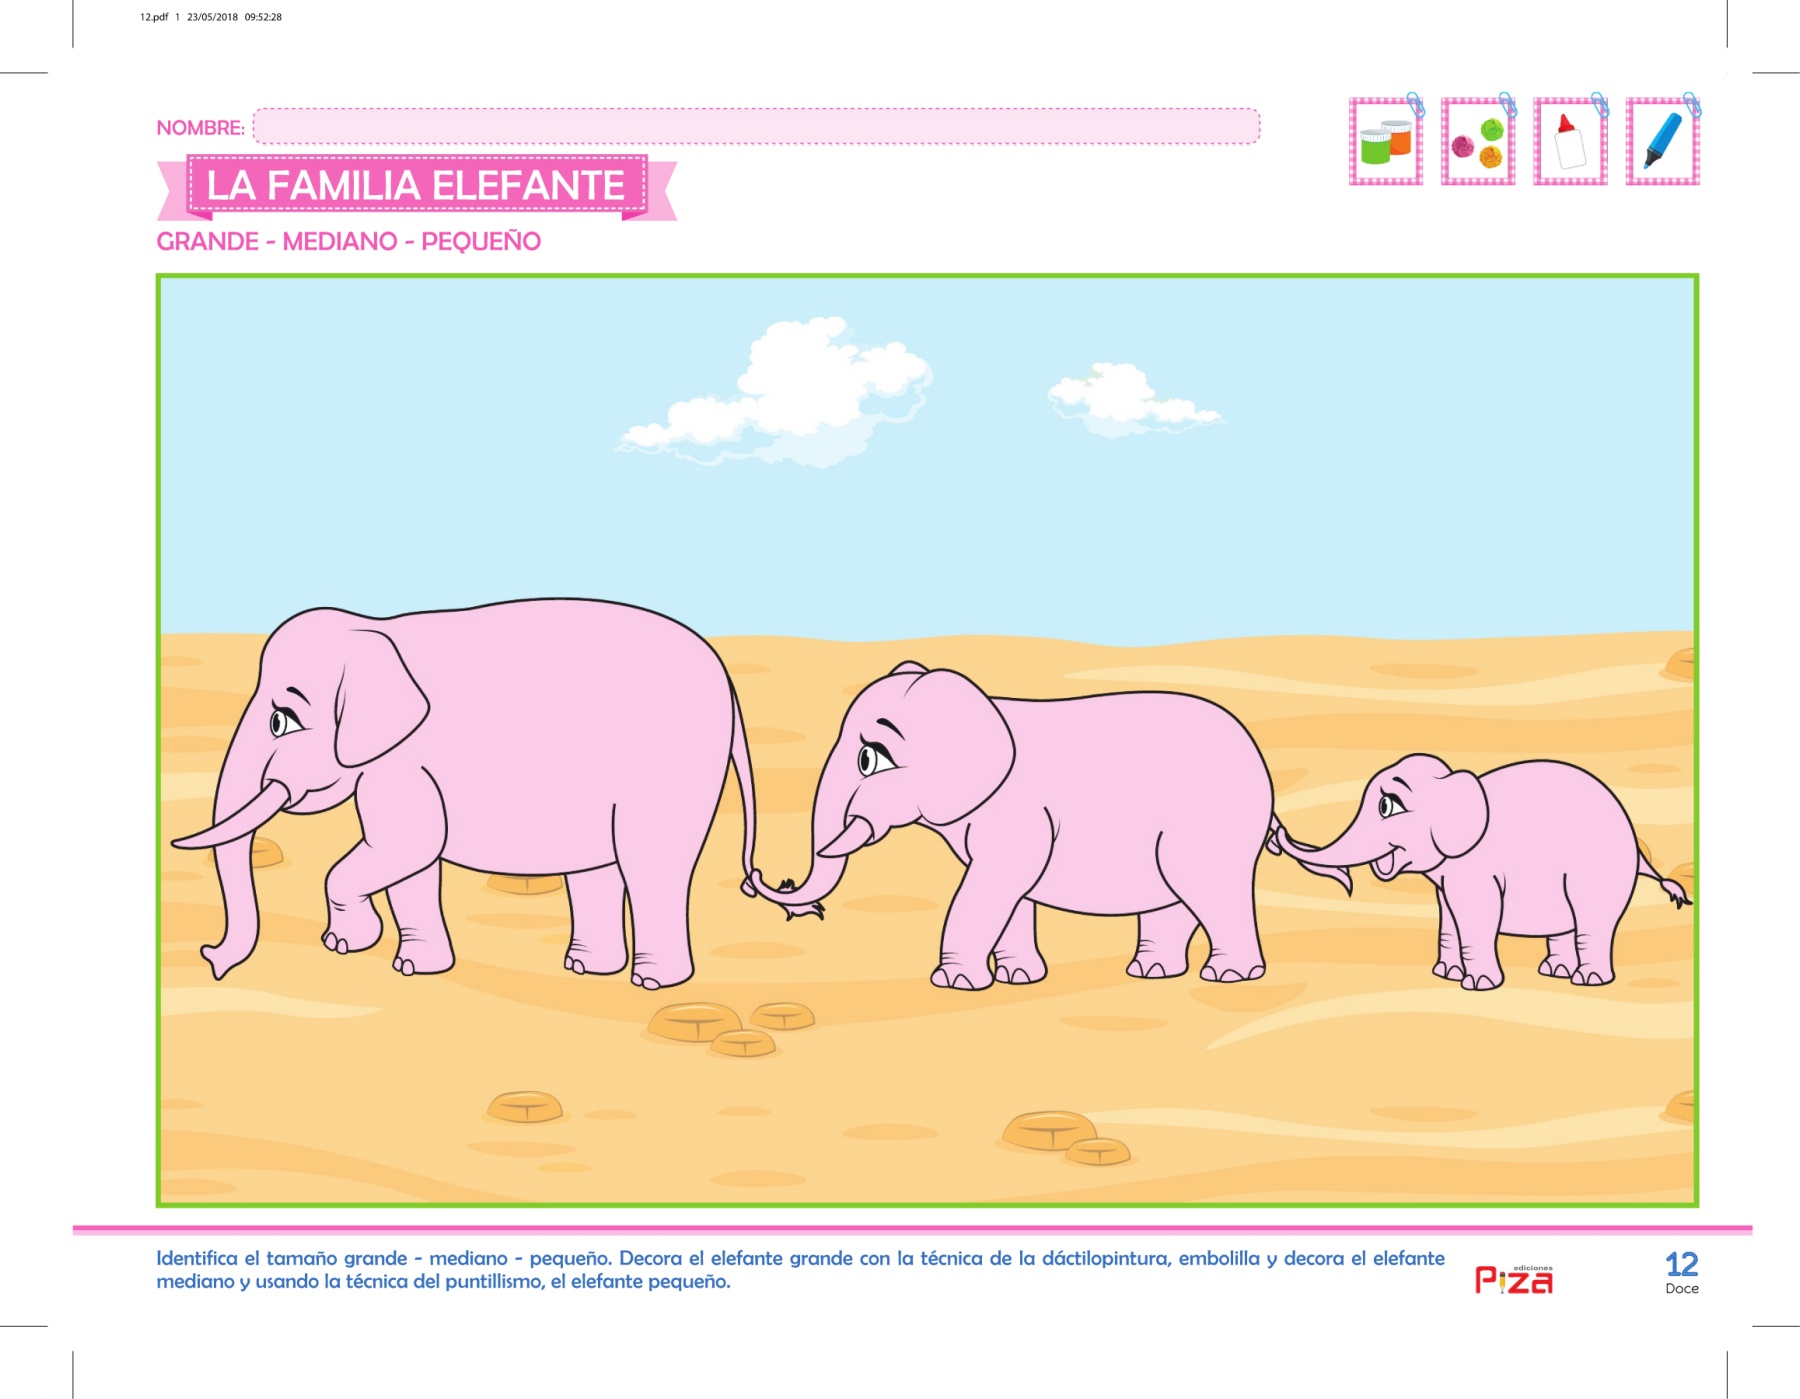 12.pdf 1 23/05/2018 09:52:28
NOMBRE:
LA FAMILIA ELEFANTE
GRANDE - MEDIANO - PEQUEÑO
Identifica el tamaño grande - mediano - pequeño. Decora el elefante grande con la técnica de la dáctilopintura, embolilla y decora el elefante
mediano y usando la técnica del puntillismo, el elefante pequeño.
ediciones
Piza
12
Doce